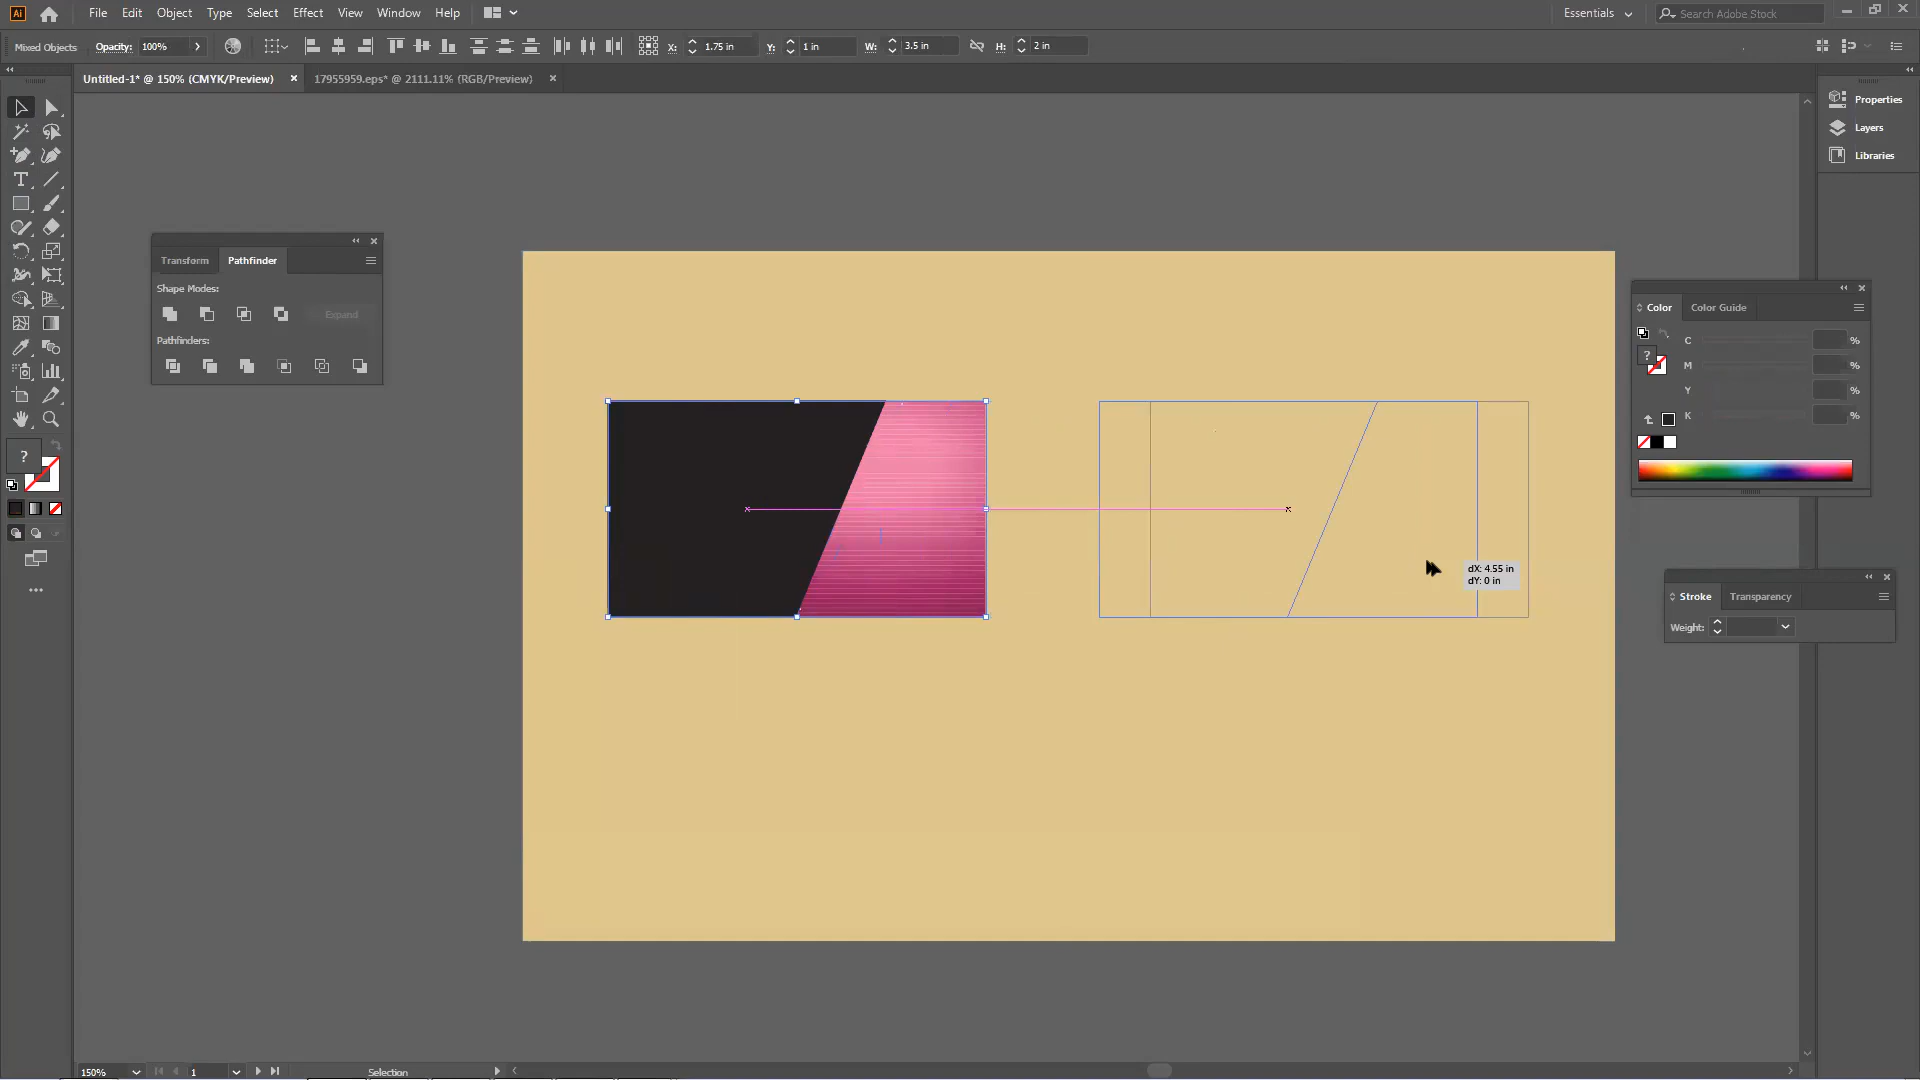 Ai File Edit Object Type Select Effect View Window Help Essentials Search Adobe Stock
Mixed Objects Opacity: 100% X: 1.75 in Y: 1 in W: 3.5 in H: 2 in
Untitled-1* @ 150% (CMYK/Preview) 17955959.eps* @ 2111.11% (RGB/Preview)
Properties
Layers
Libraries
Transform Pathfinder
Shape Modes:
Expand
Pathfinders:
Color Color Guide
C %
M %
Y %
K %
dX: 4.55 in
dY: 0 in
Stroke Transparency
Weight:
?
?
150% 1 Selection